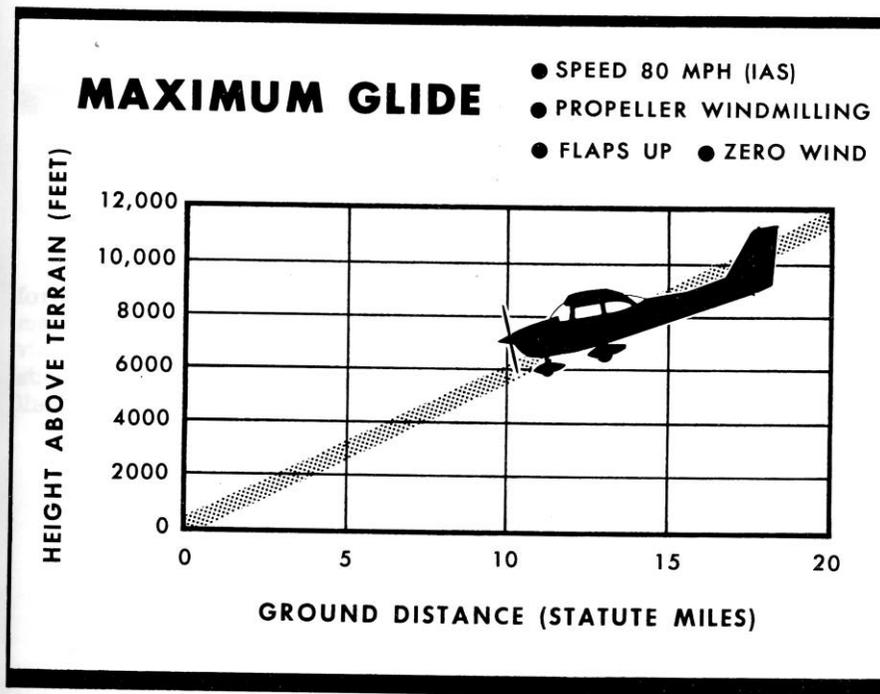 MAXIMUM GLIDE
● SPEED 80 MPH (IAS)
● PROPELLER WINDMILLING
● FLAPS UP ● ZERO WIND
HEIGHT ABOVE TERRAIN (FEET)
12,000
10,000
8000
6000
4000
2000
0
0 5 10 15 20
GROUND DISTANCE (STATUTE MILES)